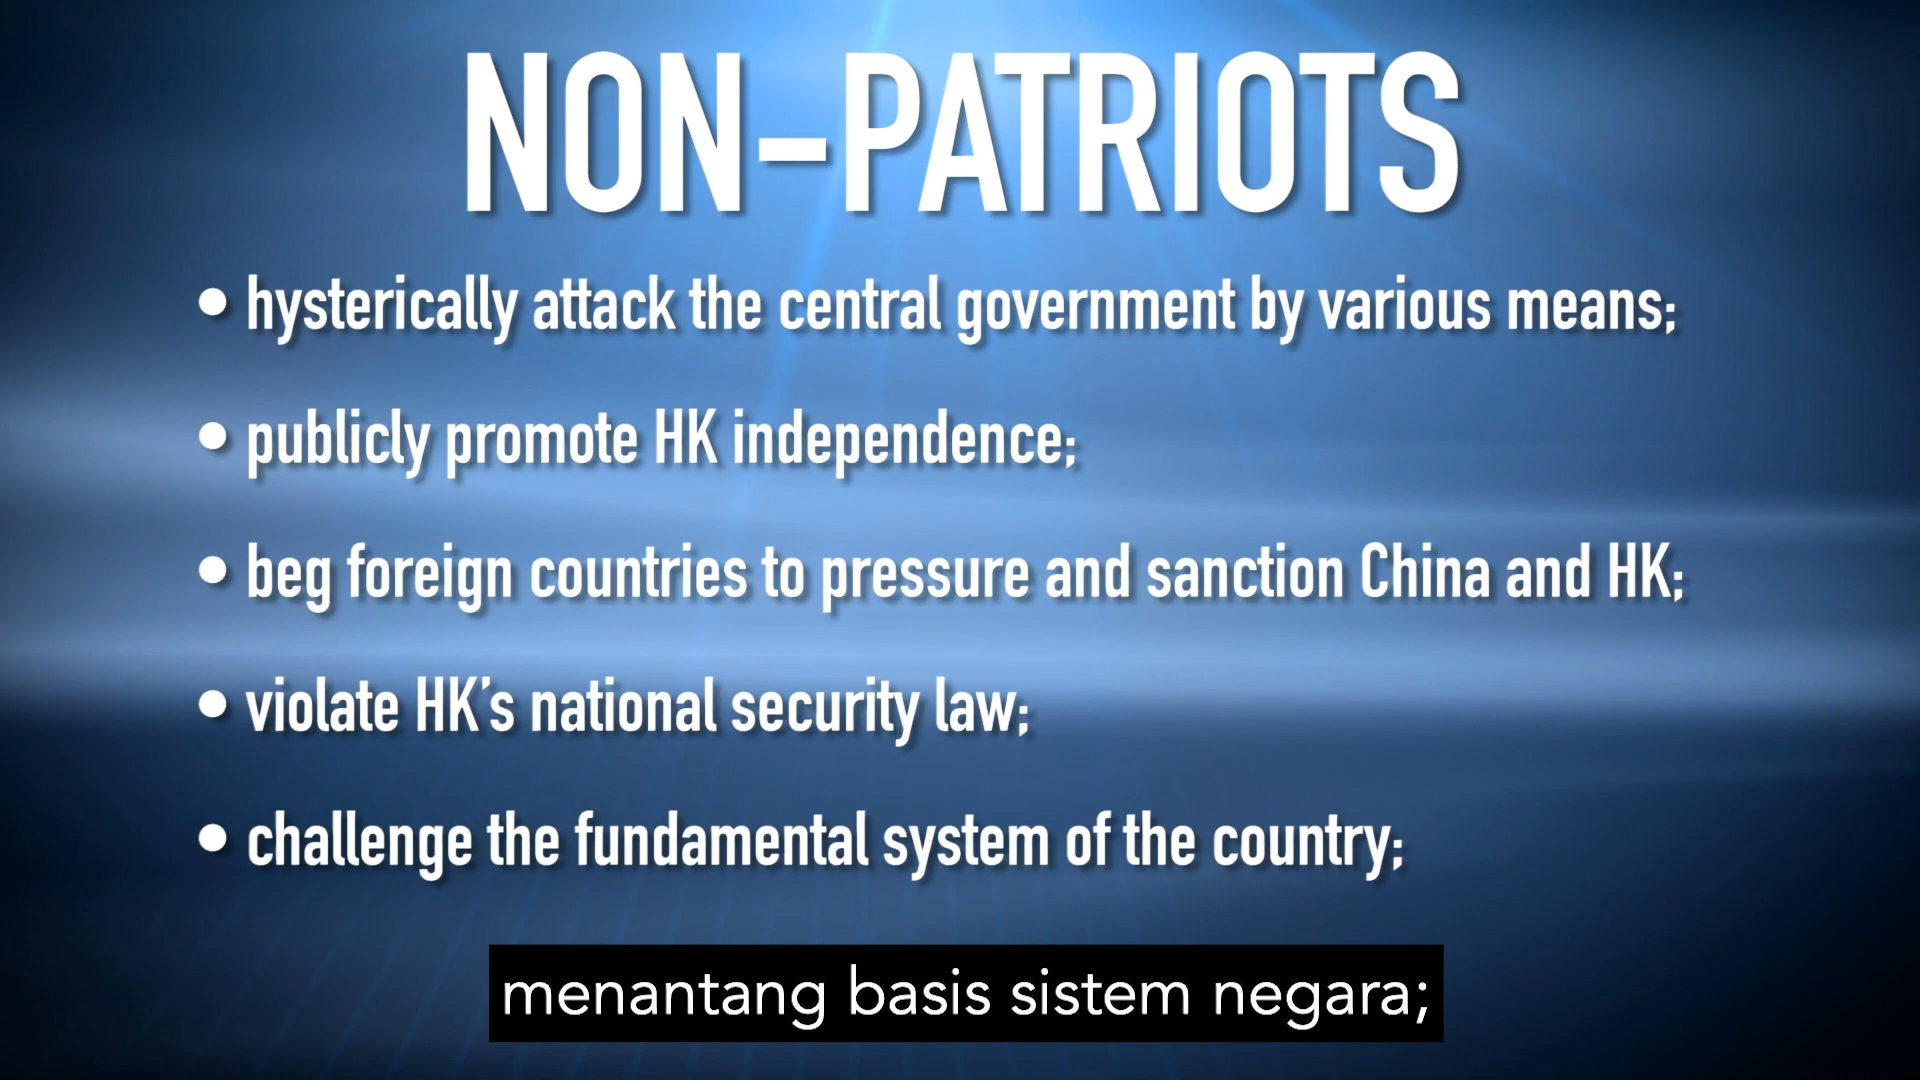 NON-PATRIOTS
• hysterically attack the central government by various means;
• publicly promote HK independence;
• beg foreign countries to pressure and sanction China and HK;
• violate HK’s national security law;
• challenge the fundamental system of the country;
menantang basis sistem negara;